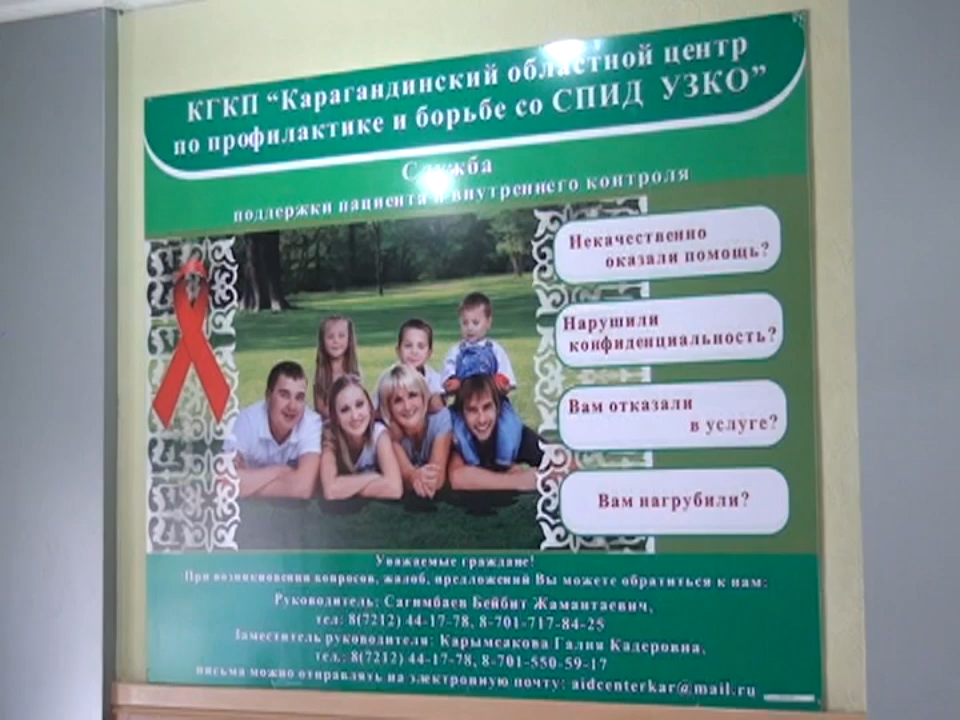 КГКП “Карагандинский областной центр
по профилактике и борьбе со СПИД УЗКО”
Служба
поддержки пациента и внутреннего контроля
Некачественно
оказали помощь?
Нарушили
конфиденциальность?
Вам отказали
в услуге?
Вам нагрубили?
Уважаемые граждане!
При возникновении вопросов, жалоб, предложений Вы можете обратиться к нам:
Руководитель: Сагимбаев Бейбит Жамантаевич,
тел: 8(7212) 44-17-78, 8-701-717-84-25
Заместитель руководителя: Карымсакова Галия Кадеровна,
тел.: 8(7212) 44-17-78, 8-701-550-59-17
письма можно отправлять на электронную почту: aidcenterkar@mail.ru